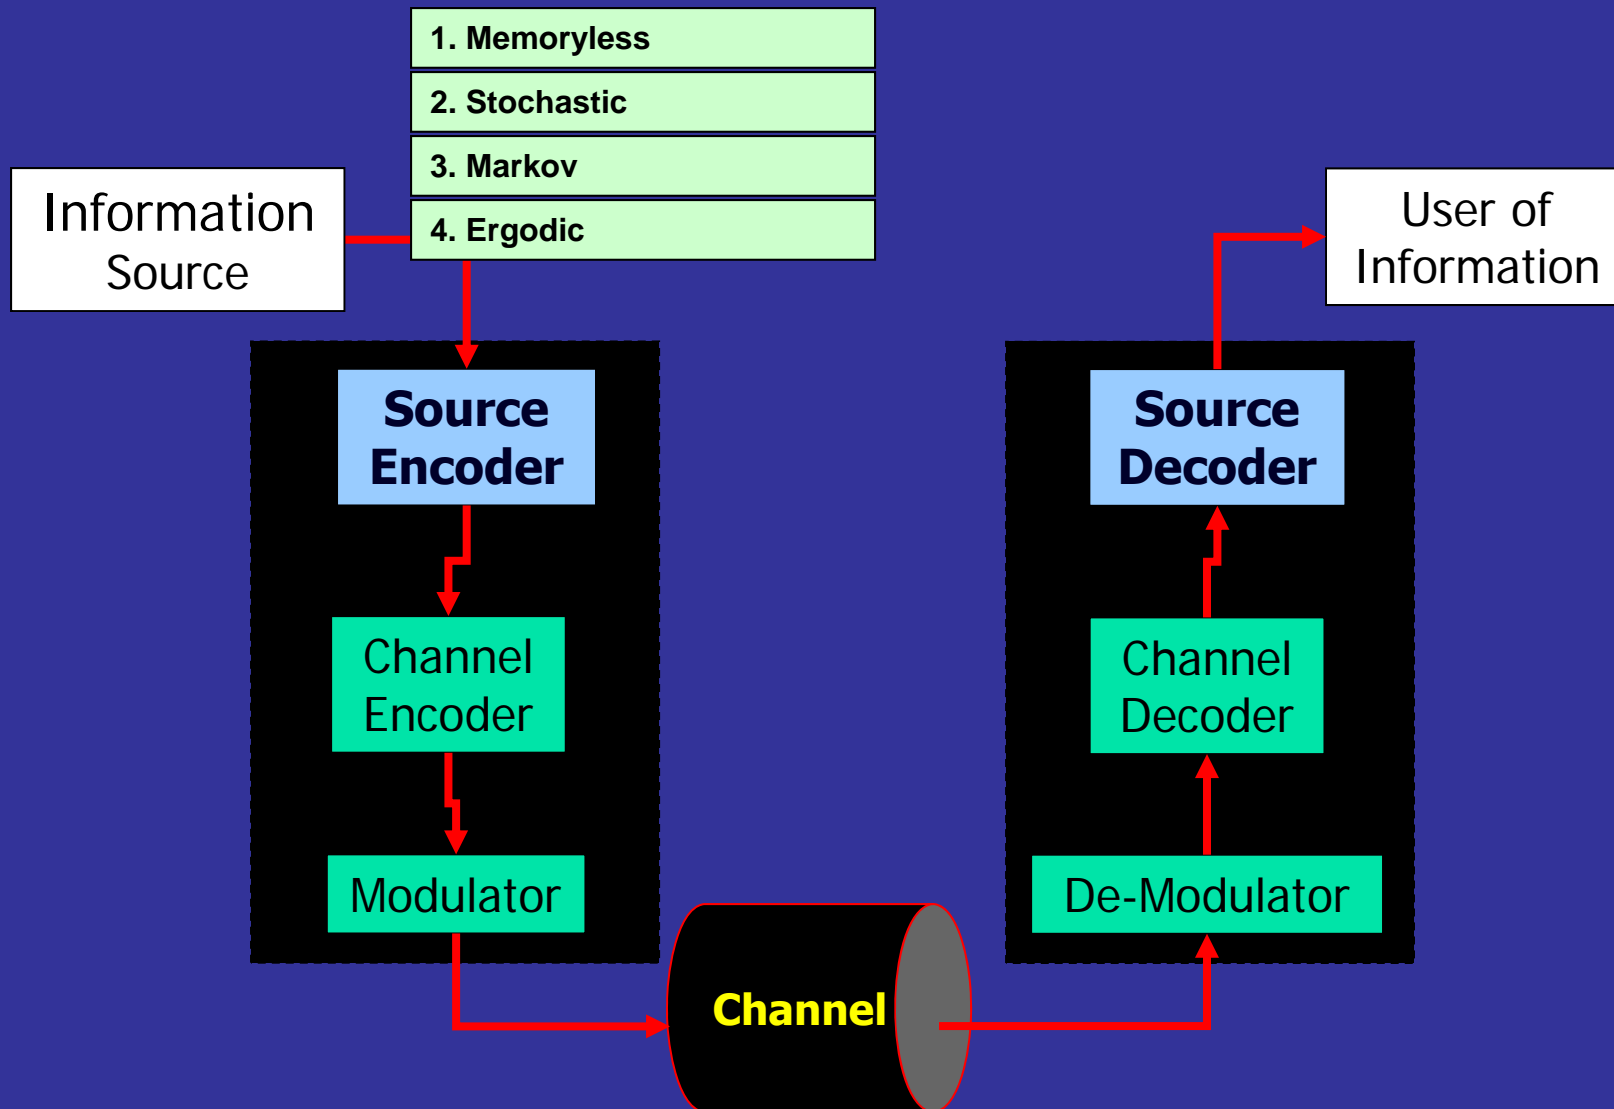 1. Memoryless
2. Stochastic
3. Markov
4. Ergodic
Information
Source
User of
Information
Source
Encoder
Channel
Encoder
Modulator
Channel
De-Modulator
Channel
Decoder
Source
Decoder